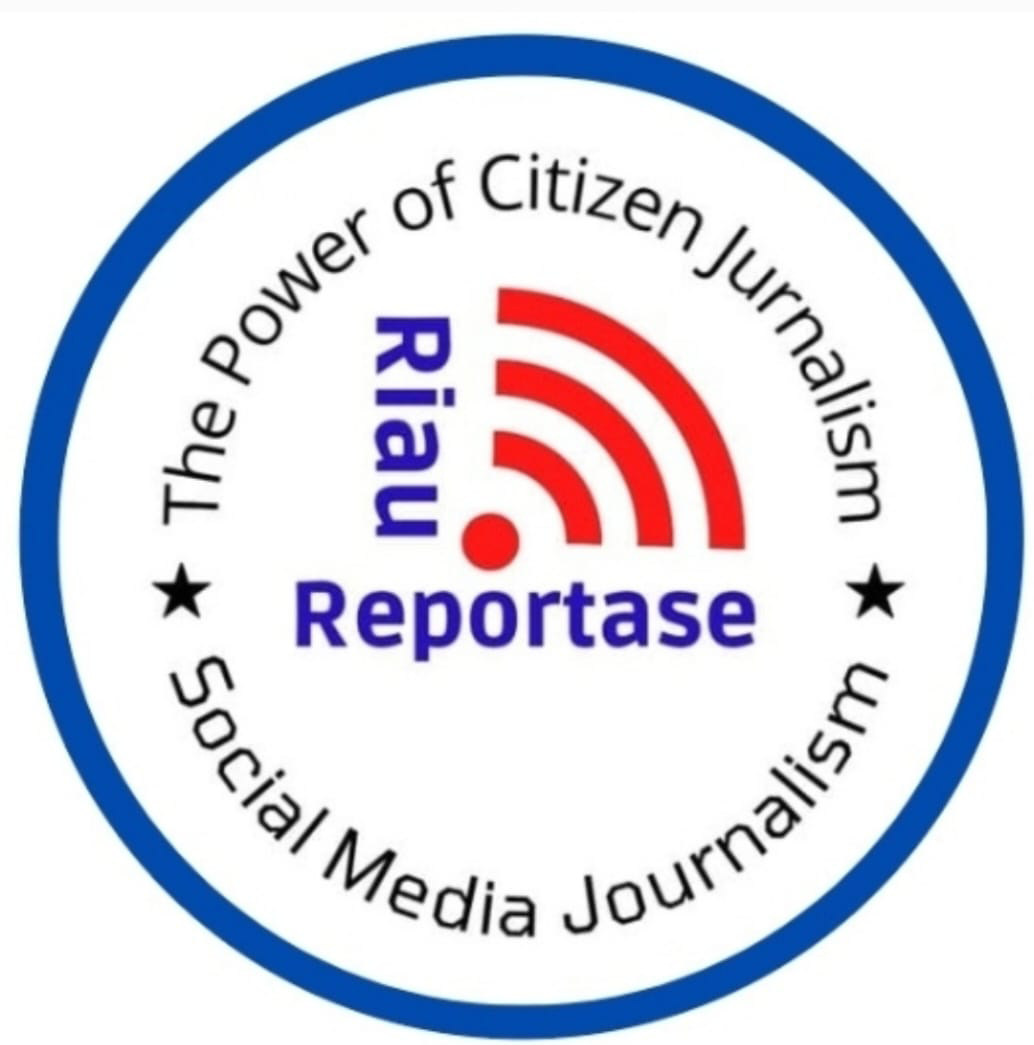 The Power of Citizen Jurnalism
Riau
Reportase
Social Media Journalism